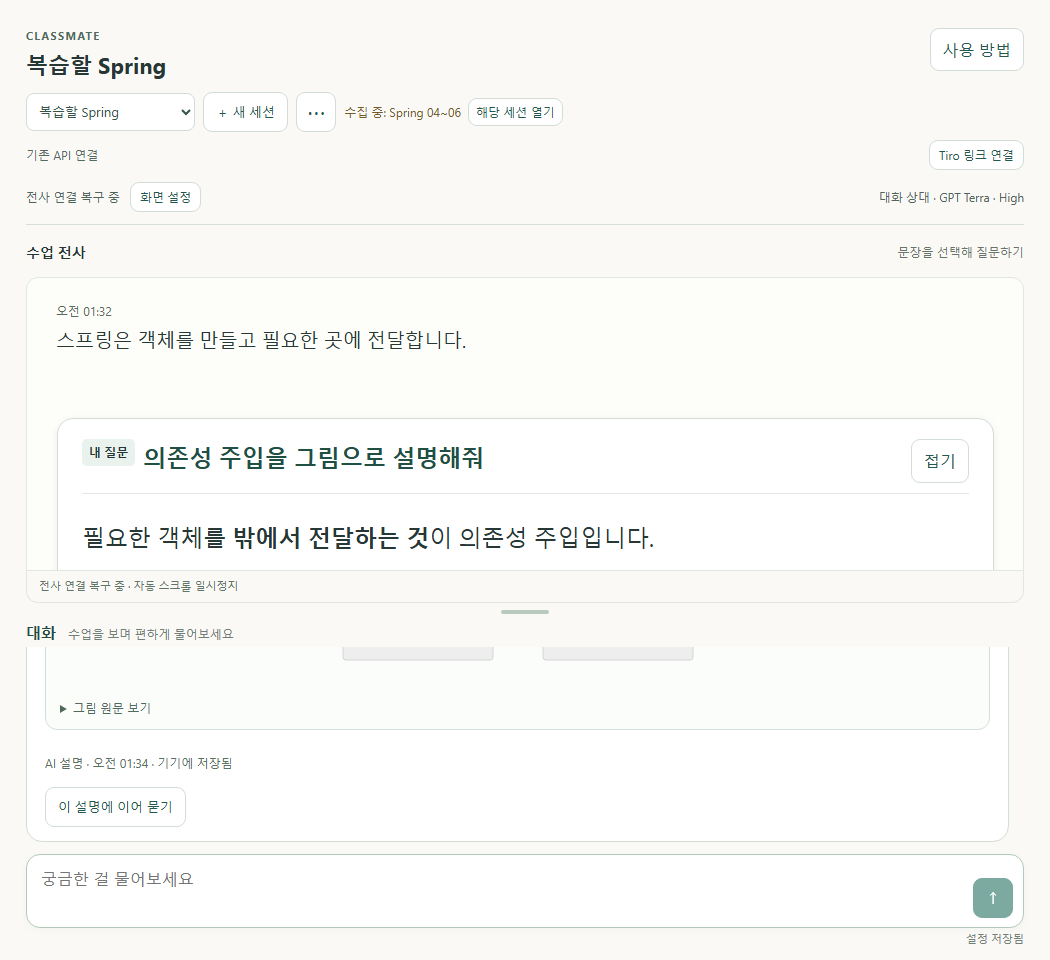 CLASSMATE
복습할 Spring
사용 방법
복습할 Spring
+ 새 세션
...
수집 중: Spring 04~06
해당 세션 열기
기존 API 연결
Tiro 링크 연결
전사 연결 복구 중
화면 설정
대화 상대 · GPT Terra · High
수업 전사
문장을 선택해 질문하기
오전 01:32
스프링은 객체를 만들고 필요한 곳에 전달합니다.
내 질문
의존성 주입을 그림으로 설명해줘
접기
필요한 객체를 밖에서 전달하는 것이 의존성 주입입니다.
전사 연결 복구 중 · 자동 스크롤 일시정지
대화
수업을 보며 편하게 물어보세요
▶ 그림 원문 보기
AI 설명 · 오전 01:34 · 기기에 저장됨
이 설명에 이어 묻기
궁금한 걸 물어보세요
↑
설정 저장됨